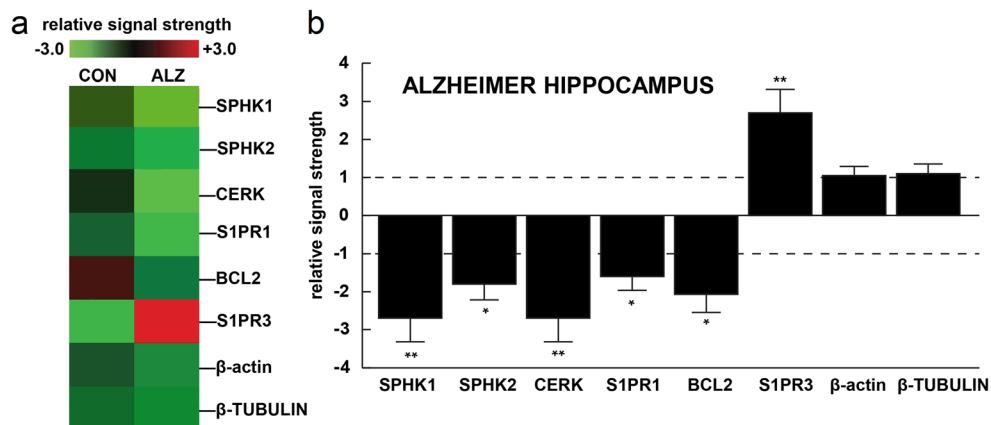 a
relative signal strength
-3.0 +3.0
CON ALZ
SPHK1
SPHK2
CERK
S1PR1
BCL2
S1PR3
β-actin
β-TUBULIN
b
ALZHEIMER HIPPOCAMPUS
relative signal strength
4
3
2
1
0
-1
-2
-3
-4
**
*
**
*
*
**
SPHK1 SPHK2 CERK S1PR1 BCL2 S1PR3 β-actin β-TUBULIN